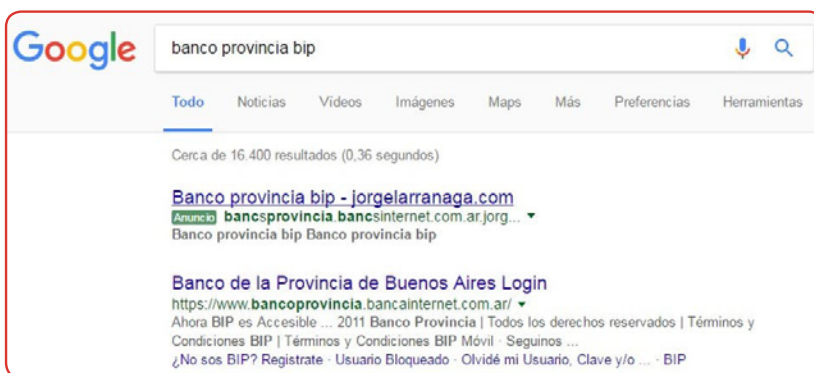 Google
banco provincia bip
Todo Noticias Vídeos Imágenes Maps Más Preferencias Herramientas
Cerca de 16.400 resultados (0,36 segundos)
Banco provincia bip - jorgelarranaga.com
Anuncio bancsprovincia.bancsinternet.com.ar.jorg...
Banco provincia bip Banco provincia bip
Banco de la Provincia de Buenos Aires Login
https://www.bancoprovincia.bancainternet.com.ar/
Ahora BIP es Accesible ... 2011 Banco Provincia | Todos los derechos reservados | Términos y
Condiciones BIP | Términos y Condiciones BIP Móvil · Seguinos ...
¿No sos BIP? Registrate · Usuario Bloqueado · Olvidé mi Usuario, Clave y/o ... · BIP